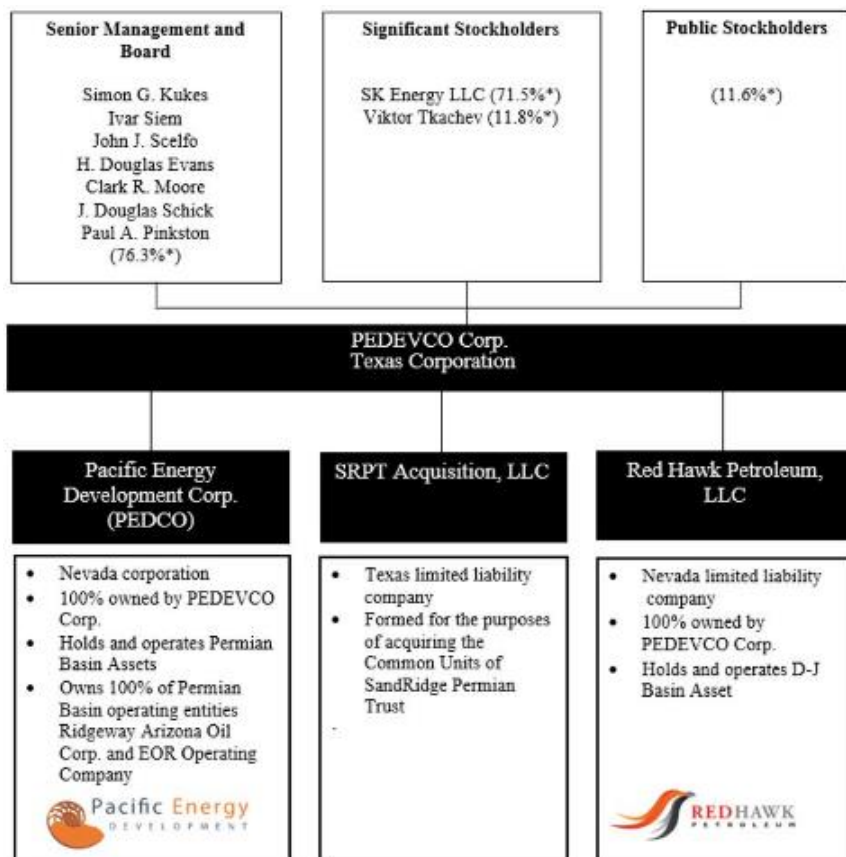 Senior Management and
Board
Simon G. Kukes
Ivar Siem
John J. Scelfo
H. Douglas Evans
Clark R. Moore
J. Douglas Schick
Paul A. Pinkston
(76.3%*)
Significant Stockholders
SK Energy LLC (71.5%*)
Viktor Tkachev (11.8%*)
Public Stockholders
(11.6%*)
PEDEVCO Corp.
Texas Corporation
Pacific Energy
Development Corp.
(PEDCO)
• Nevada corporation
• 100% owned by PEDEVCO
Corp.
• Holds and operates Permian
Basin Assets
• Owns 100% of Permian
Basin operating entities
Ridgeway Arizona Oil
Corp. and EOR Operating
Company
Pacific Energy
DEVELOPMENT
SRPT Acquisition, LLC
• Texas limited liability
company
• Formed for the purposes
of acquiring the
Common Units of
SandRidge Permian
Trust
Red Hawk Petroleum,
LLC
• Nevada limited liability
company
• 100% owned by
PEDEVCO Corp.
• Holds and operates D-J
Basin Asset
REDHAWK
PETROLEUM